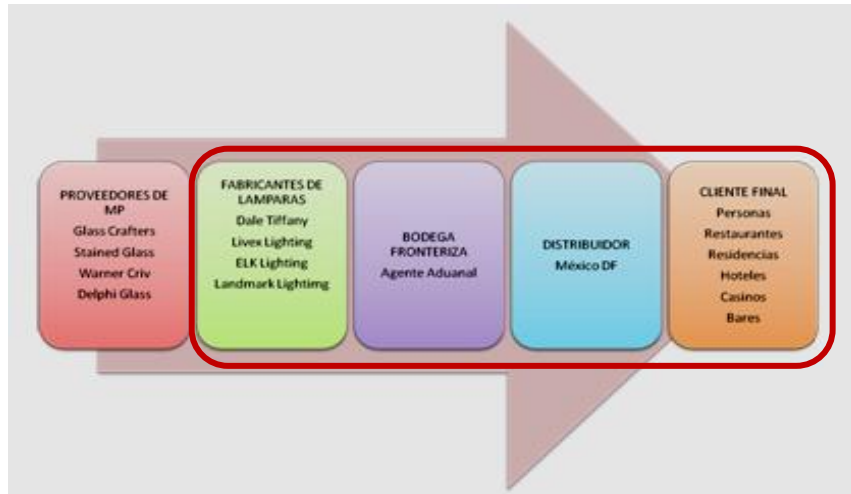 PROVEEDORES DE
MP
Glass Crafters
Stained Glass
Warner Criv
Delphi Glass
FABRICANTES DE
LAMPARAS
Dale Tiffany
Livex Lighting
ELK Lighting
Landmark Lightimg
BODEGA
FRONTERIZA
Agente Aduanal
DISTRIBUIDOR
México DF
CLIENTE FINAL
Personas
Restaurantes
Residencias
Hoteles
Casinos
Bares